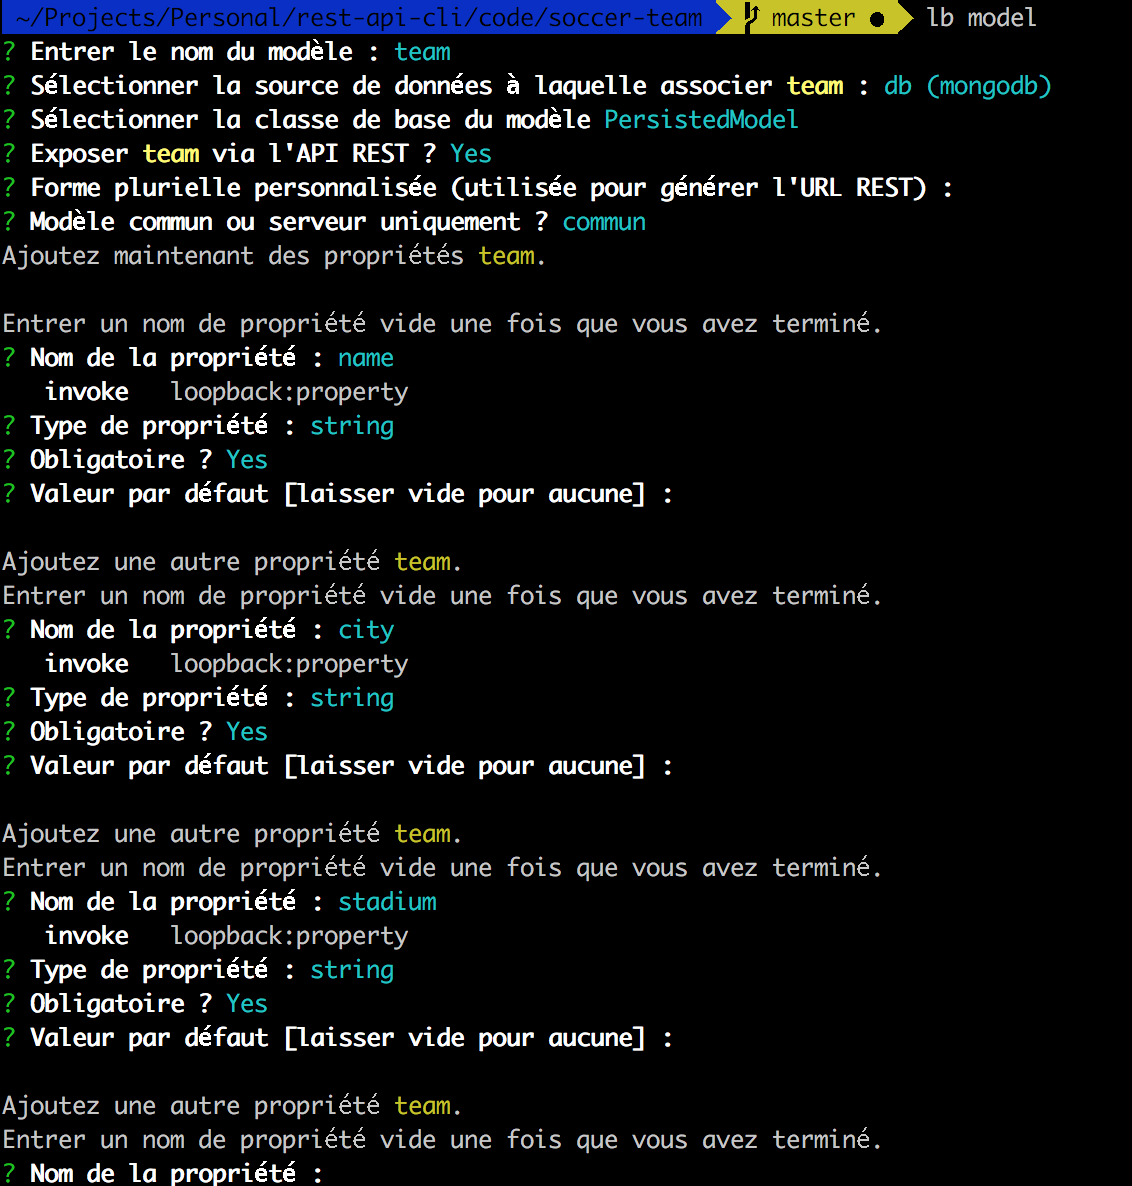 ~/Projects/Personal/rest-api-cli/code/soccer-team master ● lb model
? Entrer le nom du modèle : team
? Sélectionner la source de données à laquelle associer team : db (mongodb)
? Sélectionner la classe de base du modèle PersistedModel
? Exposer team via l'API REST ? Yes
? Forme plurielle personnalisée (utilisée pour générer l'URL REST) :
? Modèle commun ou serveur uniquement ? commun
Ajoutez maintenant des propriétés team.
Entrer un nom de propriété vide une fois que vous avez terminé.
? Nom de la propriété : name
invoke loopback:property
? Type de propriété : string
? Obligatoire ? Yes
? Valeur par défaut [laisser vide pour aucune] :
Ajoutez une autre propriété team.
Entrer un nom de propriété vide une fois que vous avez terminé.
? Nom de la propriété : city
invoke loopback:property
? Type de propriété : string
? Obligatoire ? Yes
? Valeur par défaut [laisser vide pour aucune] :
Ajoutez une autre propriété team.
Entrer un nom de propriété vide une fois que vous avez terminé.
? Nom de la propriété : stadium
invoke loopback:property
? Type de propriété : string
? Obligatoire ? Yes
? Valeur par défaut [laisser vide pour aucune] :
Ajoutez une autre propriété team.
Entrer un nom de propriété vide une fois que vous avez terminé.
? Nom de la propriété :